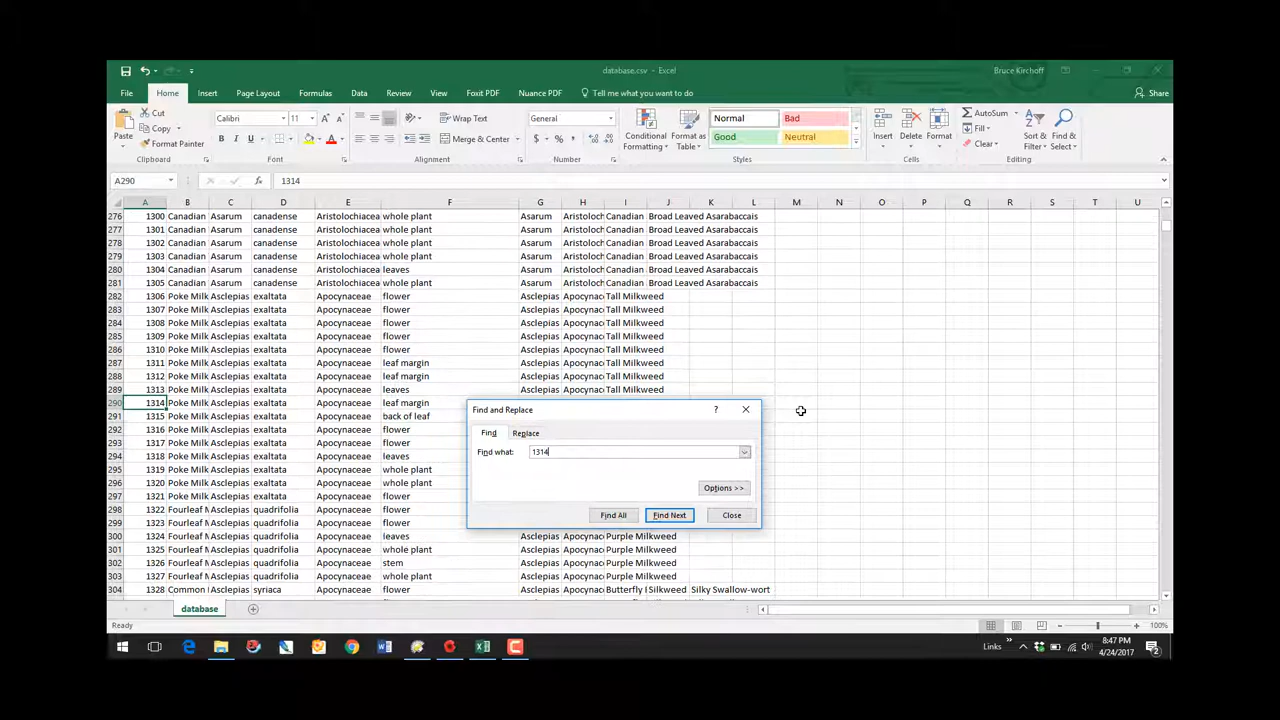 database.csv - Excel
Bruce Kirchoff
File Home Insert Page Layout Formulas Data Review View Foxit PDF Nuance PDF Tell me what you want to do Share
Paste Cut Copy Format Painter Clipboard
Calibri 11 B I U Font
Wrap Text Merge & Center Alignment
General $ % , Number
Conditional Formatting Format as Table Normal Bad Good Neutral Styles
Insert Delete Format Cells
AutoSum Fill Clear Sort & Filter Find & Select Editing
A290 fx 1314
A B C D E F G H I J K L M N O P Q R S T U
276 1300 Canadian Asarum canadense Aristolochiacea whole plant Asarum Aristoloch Canadian Broad Leaved Asarabaccais
277 1301 Canadian Asarum canadense Aristolochiacea whole plant Asarum Aristoloch Canadian Broad Leaved Asarabaccais
278 1302 Canadian Asarum canadense Aristolochiacea whole plant Asarum Aristoloch Canadian Broad Leaved Asarabaccais
279 1303 Canadian Asarum canadense Aristolochiacea whole plant Asarum Aristoloch Canadian Broad Leaved Asarabaccais
280 1304 Canadian Asarum canadense Aristolochiacea leaves Asarum Aristoloch Canadian Broad Leaved Asarabaccais
281 1305 Canadian Asarum canadense Aristolochiacea whole plant Asarum Aristoloch Canadian Broad Leaved Asarabaccais
282 1306 Poke Milk Asclepias exaltata Apocynaceae flower Asclepias Apocynac Tall Milkweed
283 1307 Poke Milk Asclepias exaltata Apocynaceae flower Asclepias Apocynac Tall Milkweed
284 1308 Poke Milk Asclepias exaltata Apocynaceae flower Asclepias Apocynac Tall Milkweed
285 1309 Poke Milk Asclepias exaltata Apocynaceae flower Asclepias Apocynac Tall Milkweed
286 1310 Poke Milk Asclepias exaltata Apocynaceae flower Asclepias Apocynac Tall Milkweed
287 1311 Poke Milk Asclepias exaltata Apocynaceae leaf margin Asclepias Apocynac Tall Milkweed
288 1312 Poke Milk Asclepias exaltata Apocynaceae leaf margin Asclepias Apocynac Tall Milkweed
289 1313 Poke Milk Asclepias exaltata Apocynaceae leaves Asclepias Apocynac Tall Milkweed
290 1314 Poke Milk Asclepias exaltata Apocynaceae leaf margin
291 1315 Poke Milk Asclepias exaltata Apocynaceae back of leaf
292 1316 Poke Milk Asclepias exaltata Apocynaceae flower
293 1317 Poke Milk Asclepias exaltata Apocynaceae flower
294 1318 Poke Milk Asclepias exaltata Apocynaceae leaves
295 1319 Poke Milk Asclepias exaltata Apocynaceae whole plant
296 1320 Poke Milk Asclepias exaltata Apocynaceae whole plant
297 1321 Poke Milk Asclepias exaltata Apocynaceae flower
298 1322 Fourleaf M Asclepias quadrifolia Apocynaceae flower
299 1323 Fourleaf M Asclepias quadrifolia Apocynaceae flower
300 1324 Fourleaf M Asclepias quadrifolia Apocynaceae leaves Asclepias Apocynac Purple Milkweed
301 1325 Fourleaf M Asclepias quadrifolia Apocynaceae whole plant Asclepias Apocynac Purple Milkweed
302 1326 Fourleaf M Asclepias quadrifolia Apocynaceae stem Asclepias Apocynac Purple Milkweed
303 1327 Fourleaf M Asclepias quadrifolia Apocynaceae whole plant Asclepias Apocynac Purple Milkweed
304 1328 Common Asclepias syriaca Apocynaceae flower Asclepias Apocynac Butterfly Silkweed Silky Swallow-wort
Find and Replace ?
Find Replace
Find what: 1314
Options >>
Find All Find Next Close
database
Ready 100%
Links 8:47 PM
4/24/2017